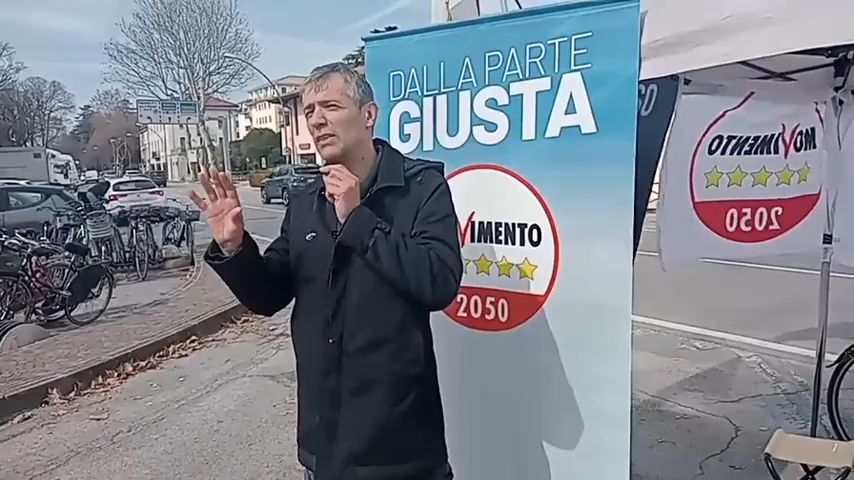 DALLA PARTE
GIUSTA
VIMENTO
2050
MOVIMENTO
2050